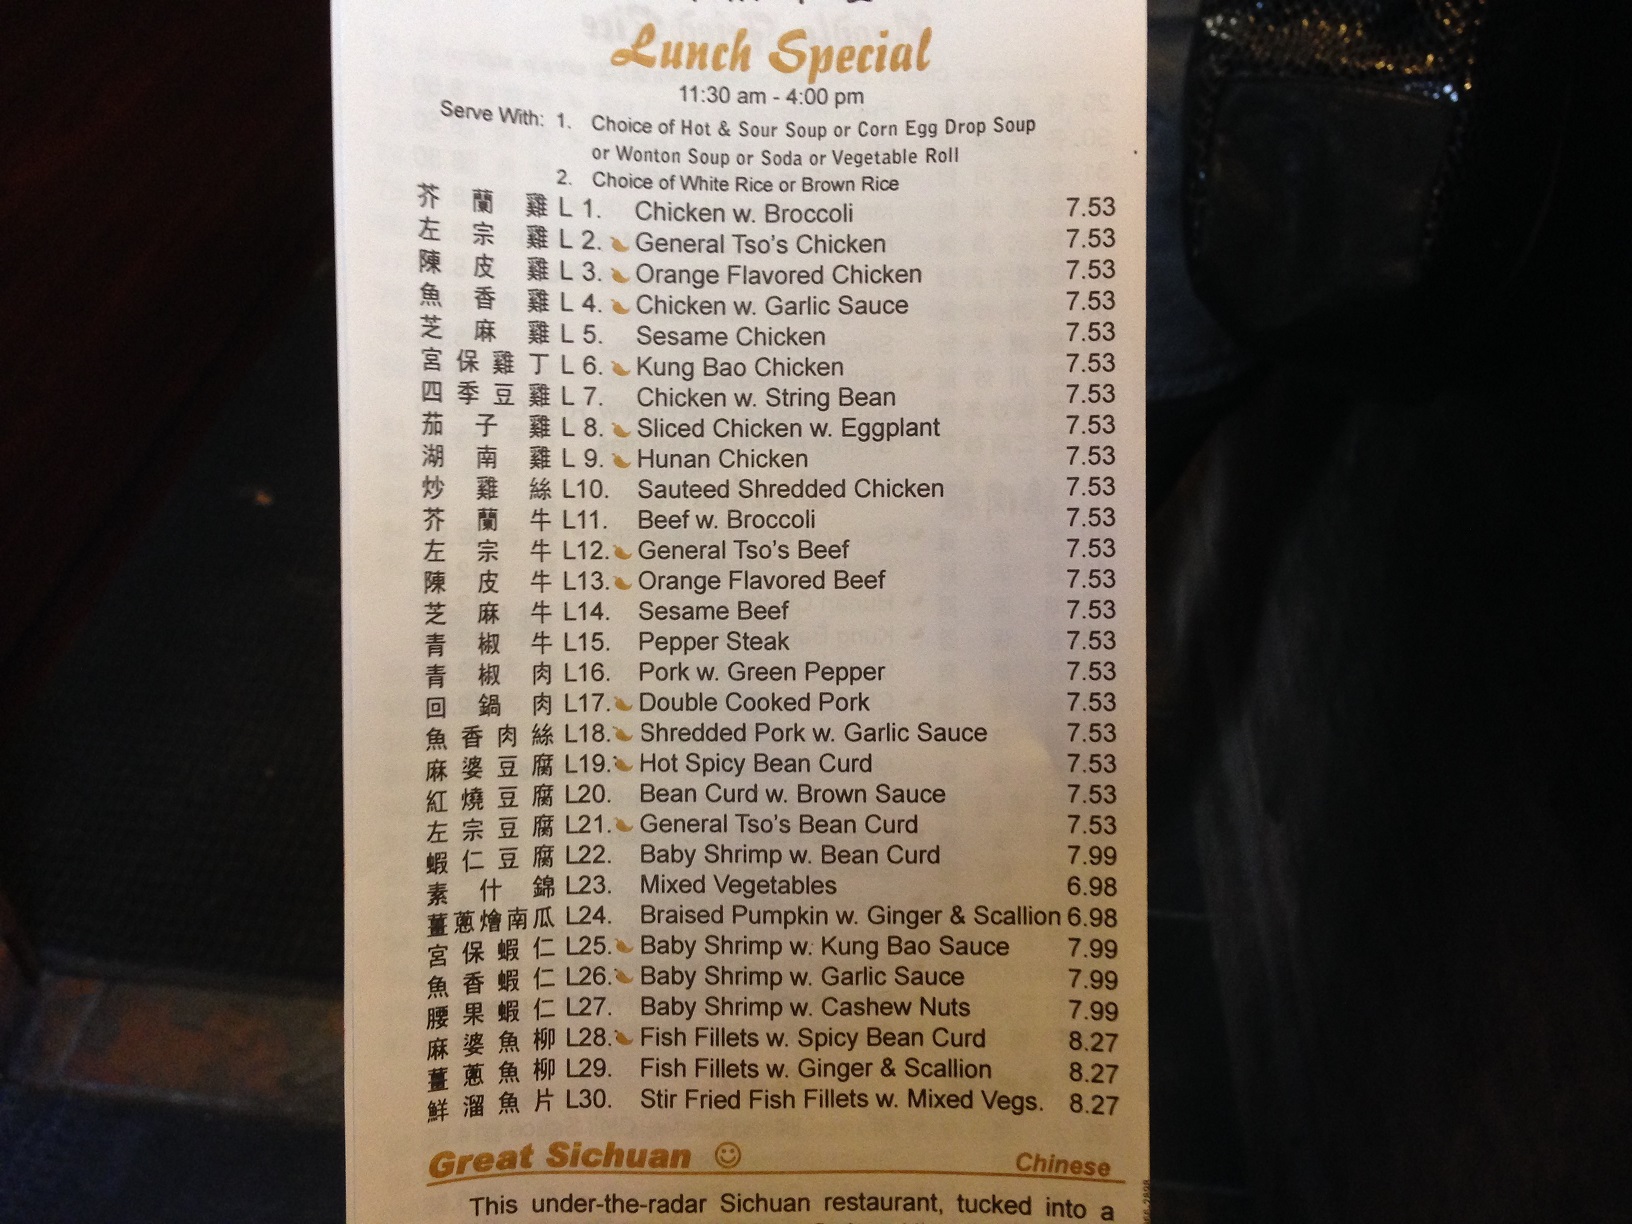 Lunch Special
11:30 am - 4:00 pm
Serve With: 1. Choice of Hot & Sour Soup or Corn Egg Drop Soup
or Wonton Soup or Soda or Vegetable Roll
2. Choice of White Rice or Brown Rice
芥蘭雞 L 1. Chicken w. Broccoli 7.53
左宗雞 L 2. General Tso's Chicken 7.53
陳皮雞 L 3. Orange Flavored Chicken 7.53
魚香雞 L 4. Chicken w. Garlic Sauce 7.53
芝麻雞 L 5. Sesame Chicken 7.53
宮保雞丁 L 6. Kung Bao Chicken 7.53
四季豆雞 L 7. Chicken w. String Bean 7.53
茄子雞 L 8. Sliced Chicken w. Eggplant 7.53
湖南雞 L 9. Hunan Chicken 7.53
炒雞絲 L10. Sauteed Shredded Chicken 7.53
芥蘭牛 L11. Beef w. Broccoli 7.53
左宗牛 L12. General Tso's Beef 7.53
陳皮牛 L13. Orange Flavored Beef 7.53
芝麻牛 L14. Sesame Beef 7.53
青椒牛 L15. Pepper Steak 7.53
青椒肉 L16. Pork w. Green Pepper 7.53
回鍋肉 L17. Double Cooked Pork 7.53
魚香肉絲 L18. Shredded Pork w. Garlic Sauce 7.53
麻婆豆腐 L19. Hot Spicy Bean Curd 7.53
紅燒豆腐 L20. Bean Curd w. Brown Sauce 7.53
左宗豆腐 L21. General Tso's Bean Curd 7.53
蝦仁豆腐 L22. Baby Shrimp w. Bean Curd 7.99
素什錦 L23. Mixed Vegetables 6.98
薑蔥燴南瓜 L24. Braised Pumpkin w. Ginger & Scallion 6.98
宮保蝦仁 L25. Baby Shrimp w. Kung Bao Sauce 7.99
魚香蝦仁 L26. Baby Shrimp w. Garlic Sauce 7.99
腰果蝦仁 L27. Baby Shrimp w. Cashew Nuts 7.99
麻婆魚柳 L28. Fish Fillets w. Spicy Bean Curd 8.27
薑蔥魚柳 L29. Fish Fillets w. Ginger & Scallion 8.27
鮮溜魚片 L30. Stir Fried Fish Fillets w. Mixed Vegs. 8.27
Great Sichuan ☺ Chinese
This under-the-radar Sichuan restaurant, tucked into a